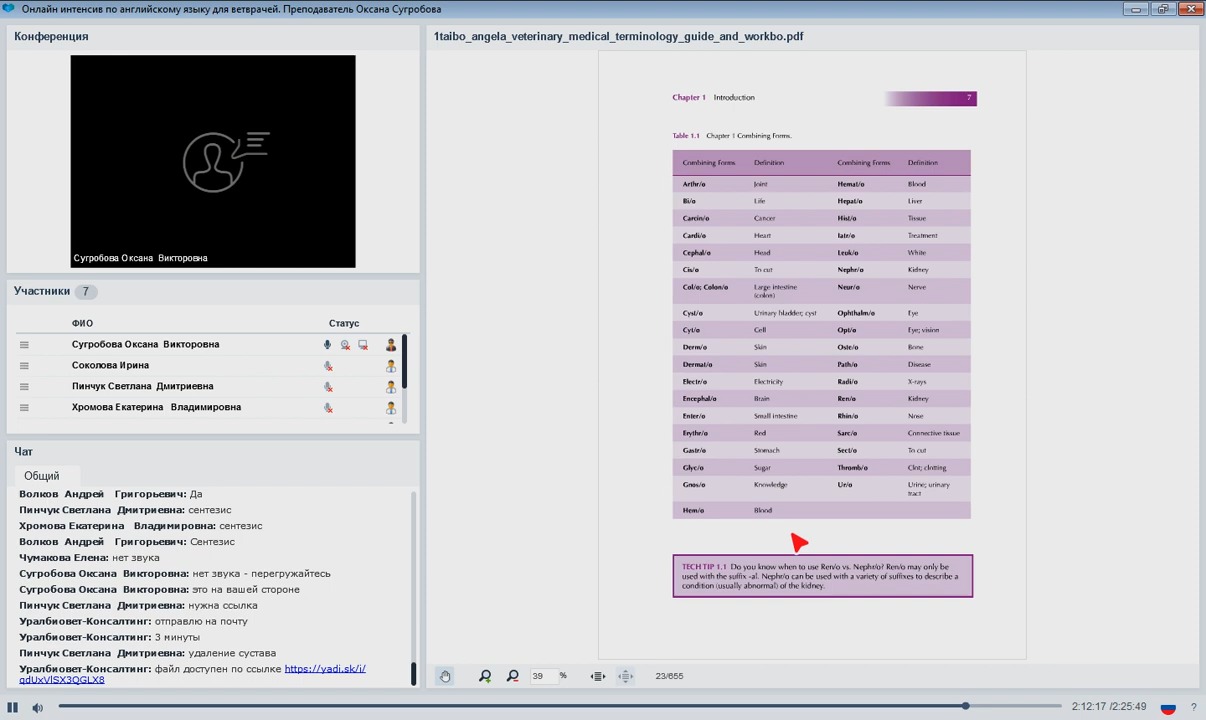 Онлайн интенсив по английскому языку для ветврачей. Преподаватель Оксана Сугробова
Конференция
Сугробова Оксана Викторовна
Участники 7
ФИО Статус
Сугробова Оксана Викторовна
Соколова Ирина
Пинчук Светлана Дмитриевна
Хромова Екатерина Владимировна
Чат
Общий
Волков Андрей Григорьевич: Да
Пинчук Светлана Дмитриевна: сентезис
Хромова Екатерина Владимировна: сентезис
Волков Андрей Григорьевич: Сентезис
Чумакова Елена: нет звука
Сугробова Оксана Викторовна: нет звука - перегружайтесь
Сугробова Оксана Викторовна: это на вашей стороне
Пинчук Светлана Дмитриевна: нужна ссылка
Уралбиовет-Консалтинг: отправлю на почту
Уралбиовет-Консалтинг: 3 минуты
Пинчук Светлана Дмитриевна: удаление сустава
Уралбиовет-Консалтинг: файл доступен по ссылке https://yadi.sk/i/
qdUxVlSX3QGLX8
1taibo_angela_veterinary_medical_terminology_guide_and_workbo.pdf
Chapter 1 Introduction 7
Table 1.1 Chapter 1 Combining Forms.
Combining Forms Definition Combining Forms Definition
Arthr/o Joint Hemat/o Blood
Bi/o Life Hepat/o Liver
Carcin/o Cancer Hist/o Tissue
Cardi/o Heart Iatr/o Treatment
Cephal/o Head Leuk/o White
Cis/o To cut Nephr/o Kidney
Col/o; Colon/o Large intestine Neur/o Nerve
(colon)
Cyst/o Urinary bladder; cyst Ophthalm/o Eye
Cyt/o Cell Opt/o Eye; vision
Derm/o Skin Oste/o Bone
Dermat/o Skin Path/o Disease
Electr/o Electricity Radi/o X-rays
Encephal/o Brain Ren/o Kidney
Enter/o Small intestine Rhin/o Nose
Erythr/o Red Sarc/o Connective tissue
Gastr/o Stomach Sect/o To cut
Glyc/o Sugar Thromb/o Clot; clotting
Gnos/o Knowledge Ur/o Urine; urinary
tract
Hem/o Blood
TECH TIP 1.1 Do you know when to use Ren/o vs. Nephr/o? Ren/o may only be
used with the suffix -al. Nephr/o can be used with a variety of suffixes to describe a
condition (usually abnormal) of the kidney.
39 % 23/655
2:12:17 /2:25:49 ?